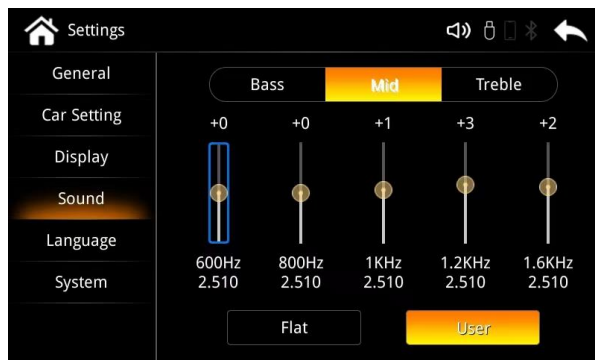 Settings
General
Car Setting
Display
Sound
Language
System
Bass Mid Treble
+0 +0 +1 +3 +2
600Hz 800Hz 1KHz 1.2KHz 1.6KHz
2.510 2.510 2.510 2.510 2.510
Flat User